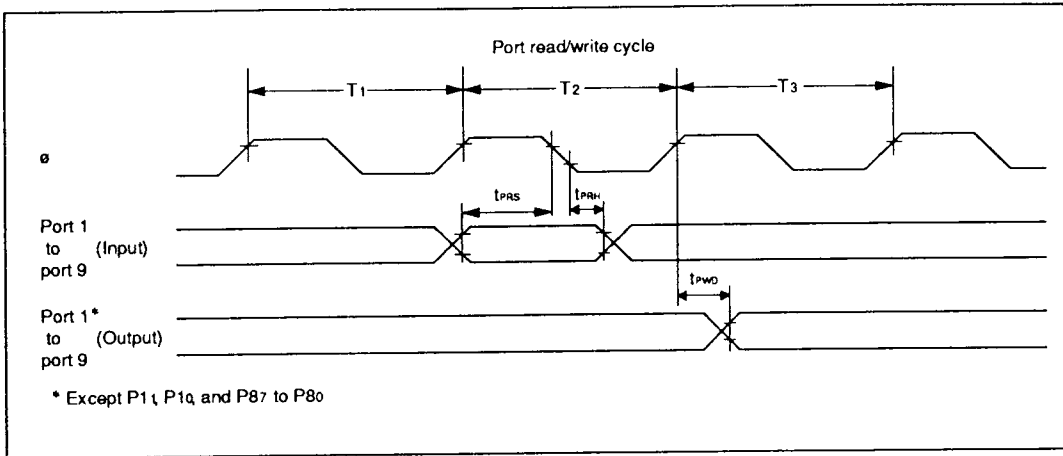 Port read/write cycle
T1 T2 T3
ø
tPRS tPRH
Port 1
to (Input)
port 9
tPWD
Port 1*
to (Output)
port 9
* Except P11, P10, and P87 to P80